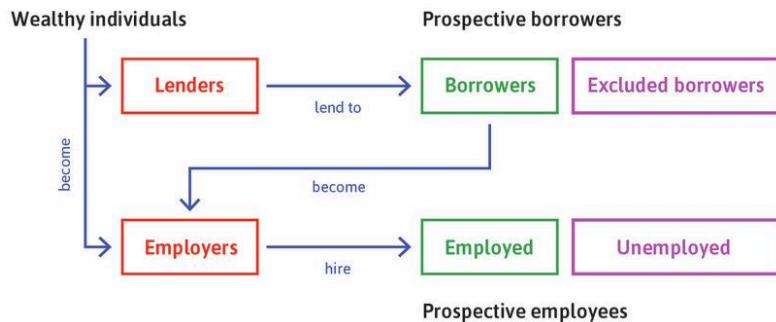 Wealthy individuals
Prospective borrowers
Lenders
lend to
Borrowers
Excluded borrowers
become
become
Employers
hire
Employed
Unemployed
Prospective employees